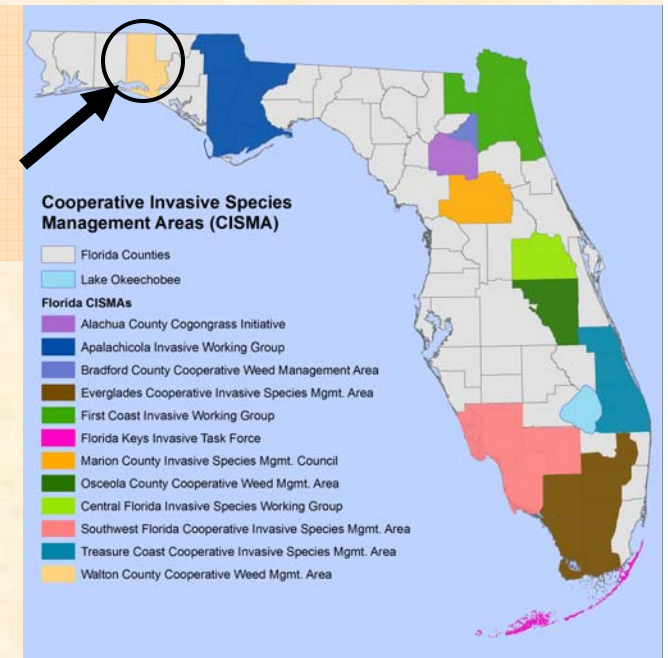 Cooperative Invasive Species
Management Areas (CISMA)
Florida Counties
Lake Okeechobee
Florida CISMAs
Alachua County Cogongrass Initiative
Apalachicola Invasive Working Group
Bradford County Cooperative Weed Management Area
Everglades Cooperative Invasive Species Mgmt. Area
First Coast Invasive Working Group
Florida Keys Invasive Task Force
Marion County Invasive Species Mgmt. Council
Osceola County Cooperative Weed Mgmt. Area
Central Florida Invasive Species Working Group
Southwest Florida Cooperative Invasive Species Mgmt. Area
Treasure Coast Cooperative Invasive Species Mgmt. Area
Walton County Cooperative Weed Mgmt. Area